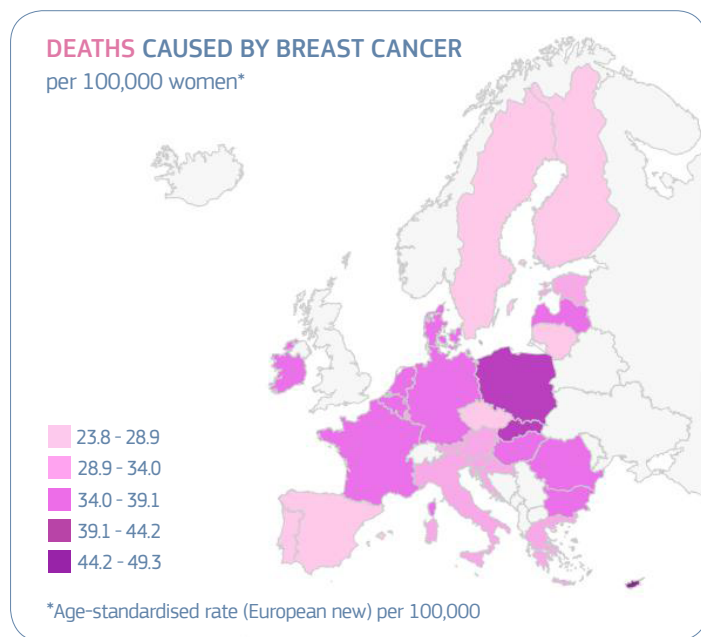 DEATHS CAUSED BY BREAST CANCER
per 100,000 women*
23.8 - 28.9
28.9 - 34.0
34.0 - 39.1
39.1 - 44.2
44.2 - 49.3
*Age-standardised rate (European new) per 100,000